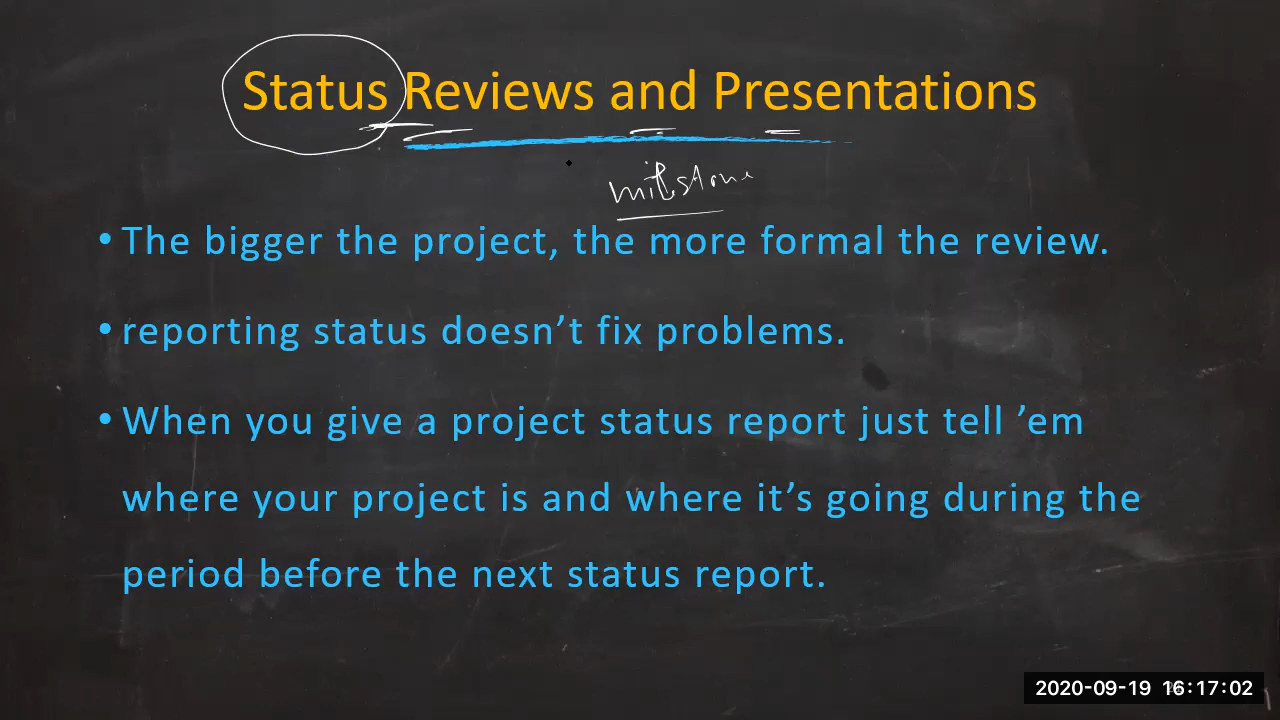 Status Reviews and Presentations
milestone
• The bigger the project, the more formal the review.
• reporting status doesn’t fix problems.
• When you give a project status report just tell ’em
where your project is and where it’s going during the
period before the next status report.
2020-09-19 16:17:02